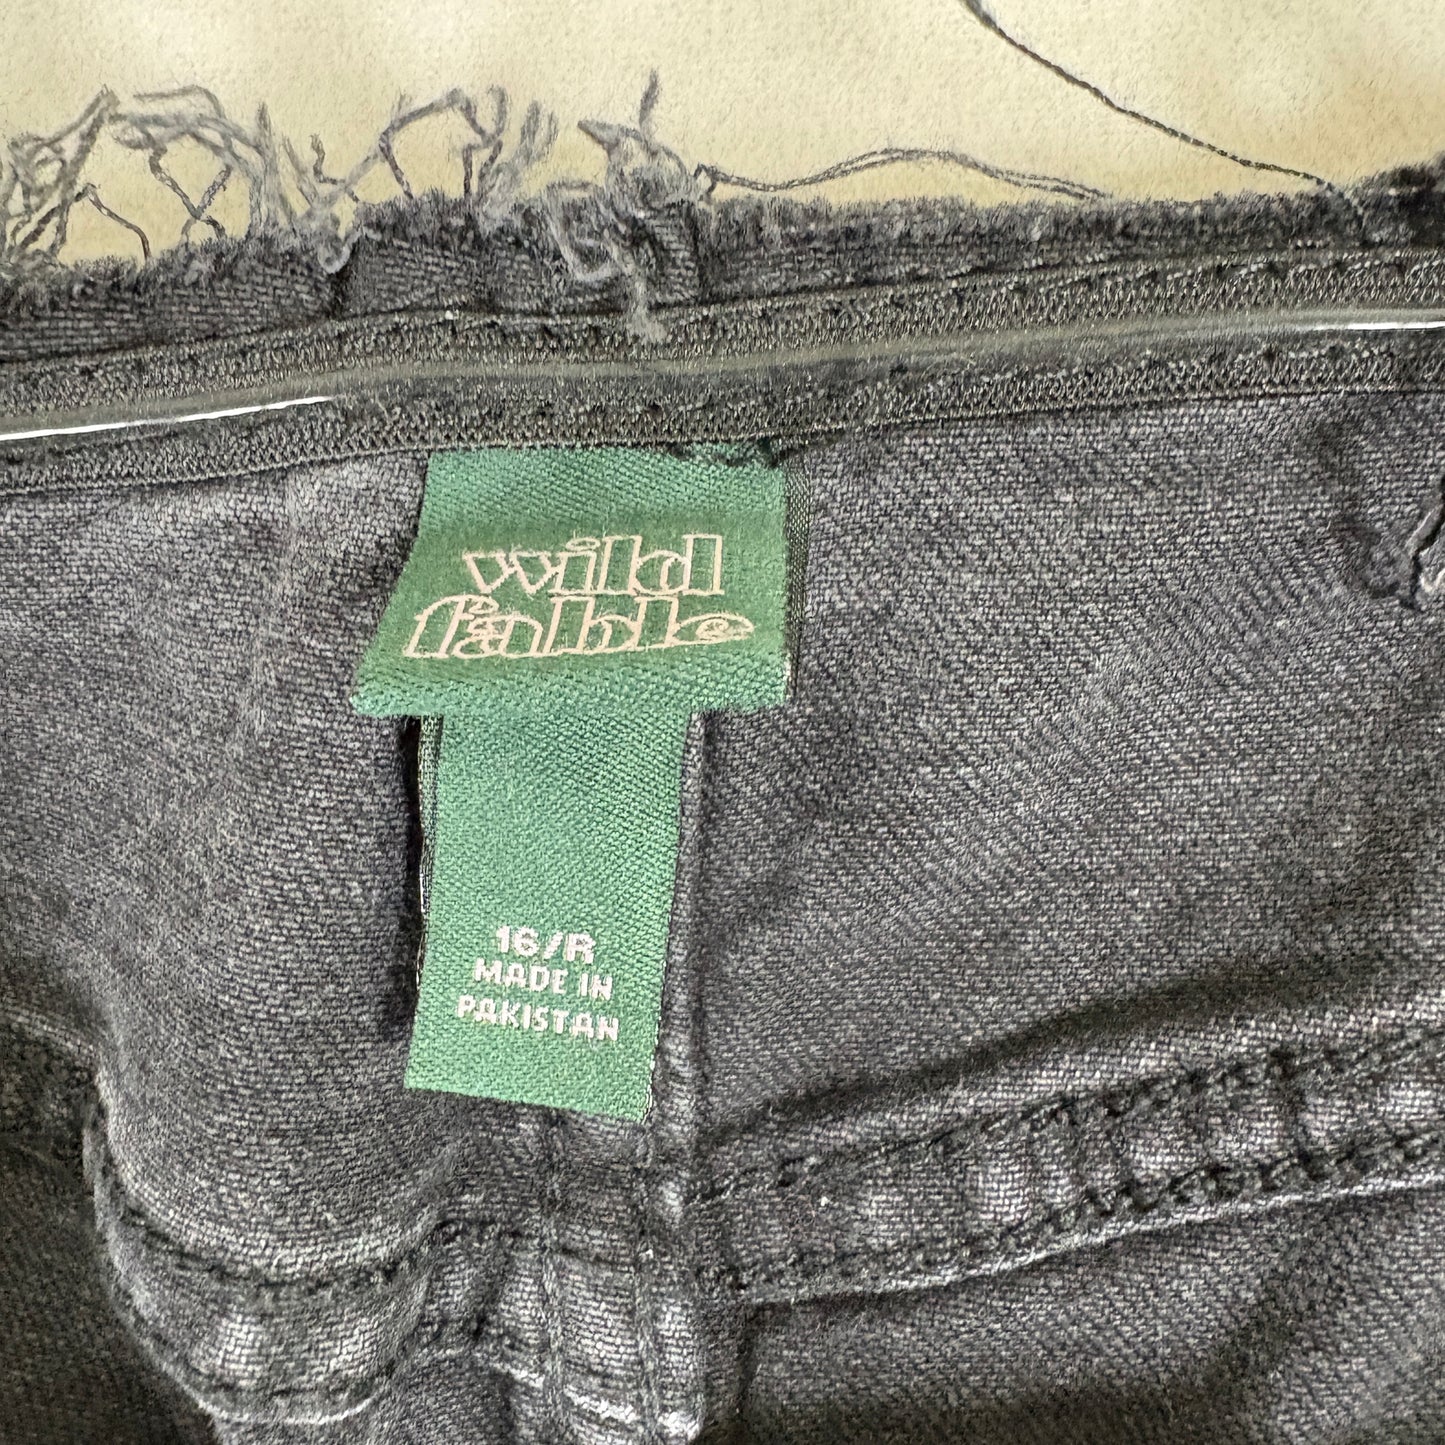 wild
fable
16/R
MADE IN
PAKISTAN